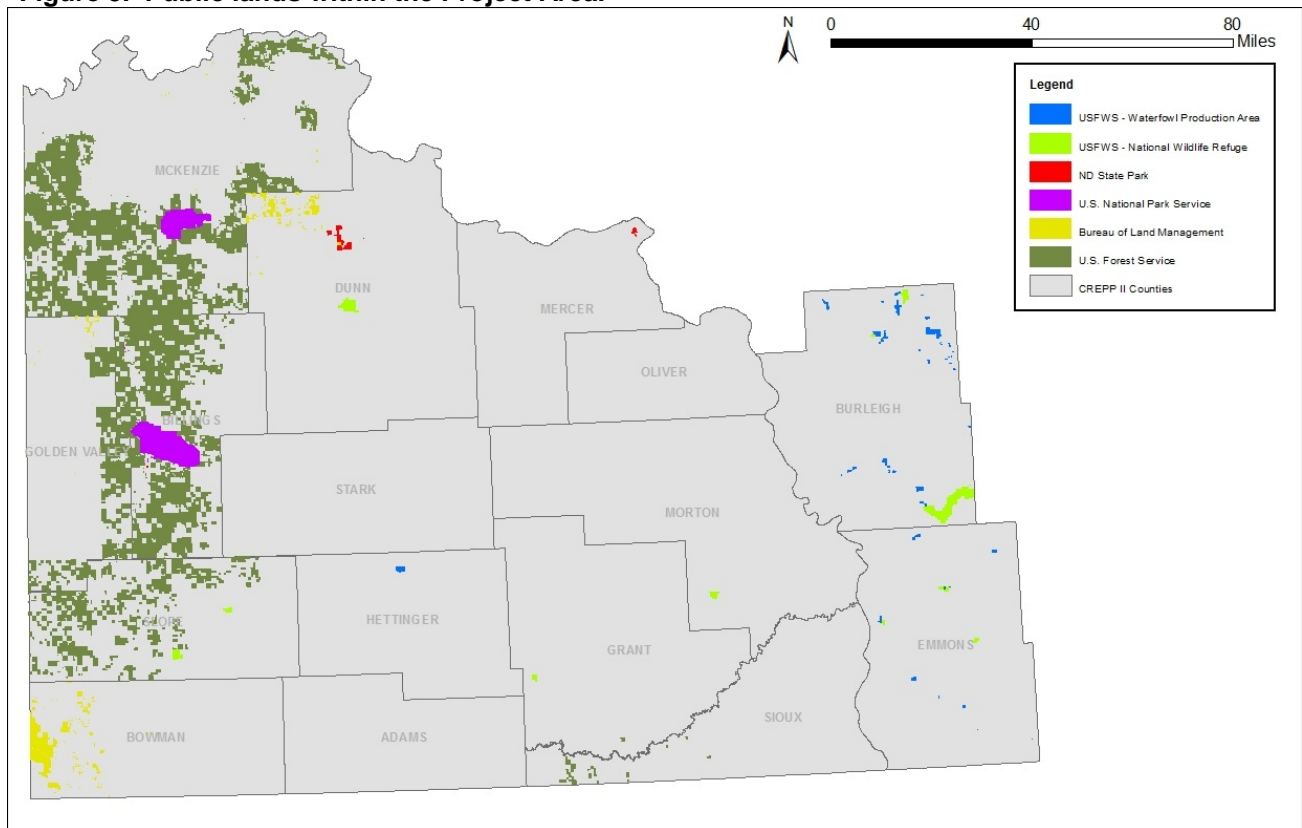 N
0 40 80
Miles
Legend
USFWS - Waterfowl Production Area
USFWS - National Wildlife Refuge
ND State Park
U.S. National Park Service
Bureau of Land Management
U.S. Forest Service
CREPP II Counties
MCKENZIE
DUNN
MERCER
OLIVER
BURLEIGH
BILLINGS
GOLDEN VALLEY
STARK
MORTON
SLOPE
HETTINGER
GRANT
EMMONS
SIOUX
BOWMAN
ADAMS